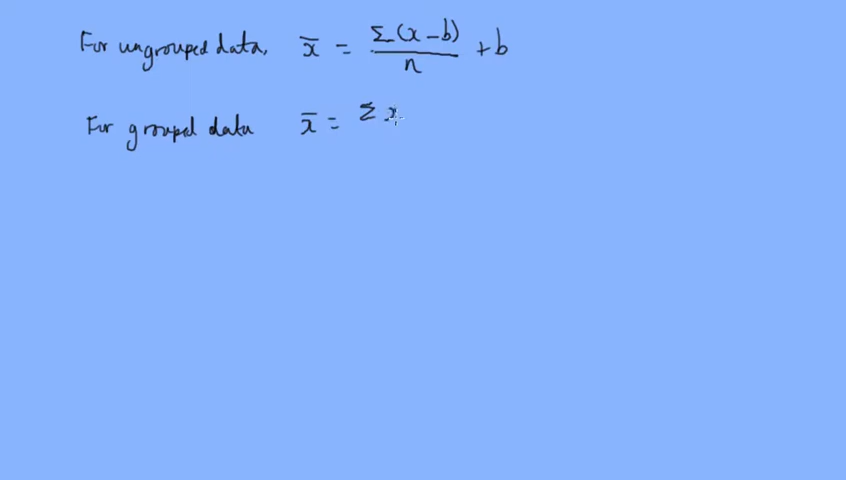 For ungrouped data, x̄ = Σ(x-b)/n + b
For grouped data x̄ = Σ x